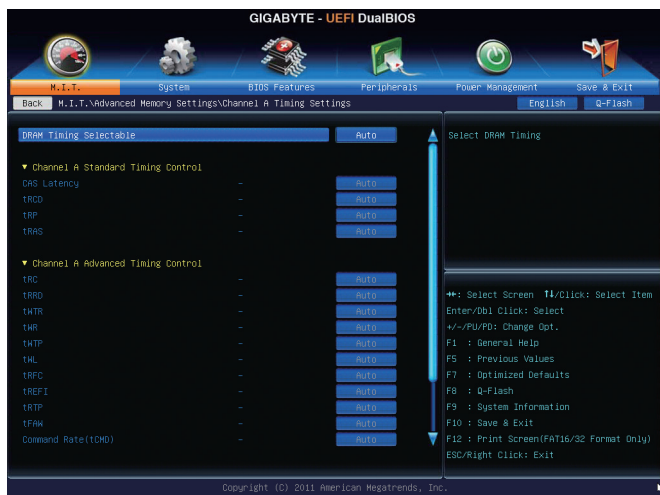 GIGABYTE - UEFI DualBIOS
M.I.T. System BIOS Features Peripherals Power Management Save & Exit
Back M.I.T.\Advanced Memory Settings\Channel A Timing Settings English Q-Flash
DRAM Timing Selectable Auto
▼ Channel A Standard Timing Control
CAS Latency - Auto
tRCD - Auto
tRP - Auto
tRAS - Auto
▼ Channel A Advanced Timing Control
tRC - Auto
tRRD - Auto
tWTR - Auto
tWR - Auto
tWTP - Auto
tWL - Auto
tRFC - Auto
tREFI - Auto
tRTP - Auto
tFAW - Auto
Command Rate(tCMD) - Auto
Select DRAM Timing
→←: Select Screen ↑↓/Click: Select Item
Enter/Dbl Click: Select
+/-/PU/PD: Change Opt.
F1 : General Help
F5 : Previous Values
F7 : Optimized Defaults
F8 : Q-Flash
F9 : System Information
F10 : Save & Exit
F12 : Print Screen(FAT16/32 Format Only)
ESC/Right Click: Exit
Copyright (C) 2011 American Megatrends, Inc.